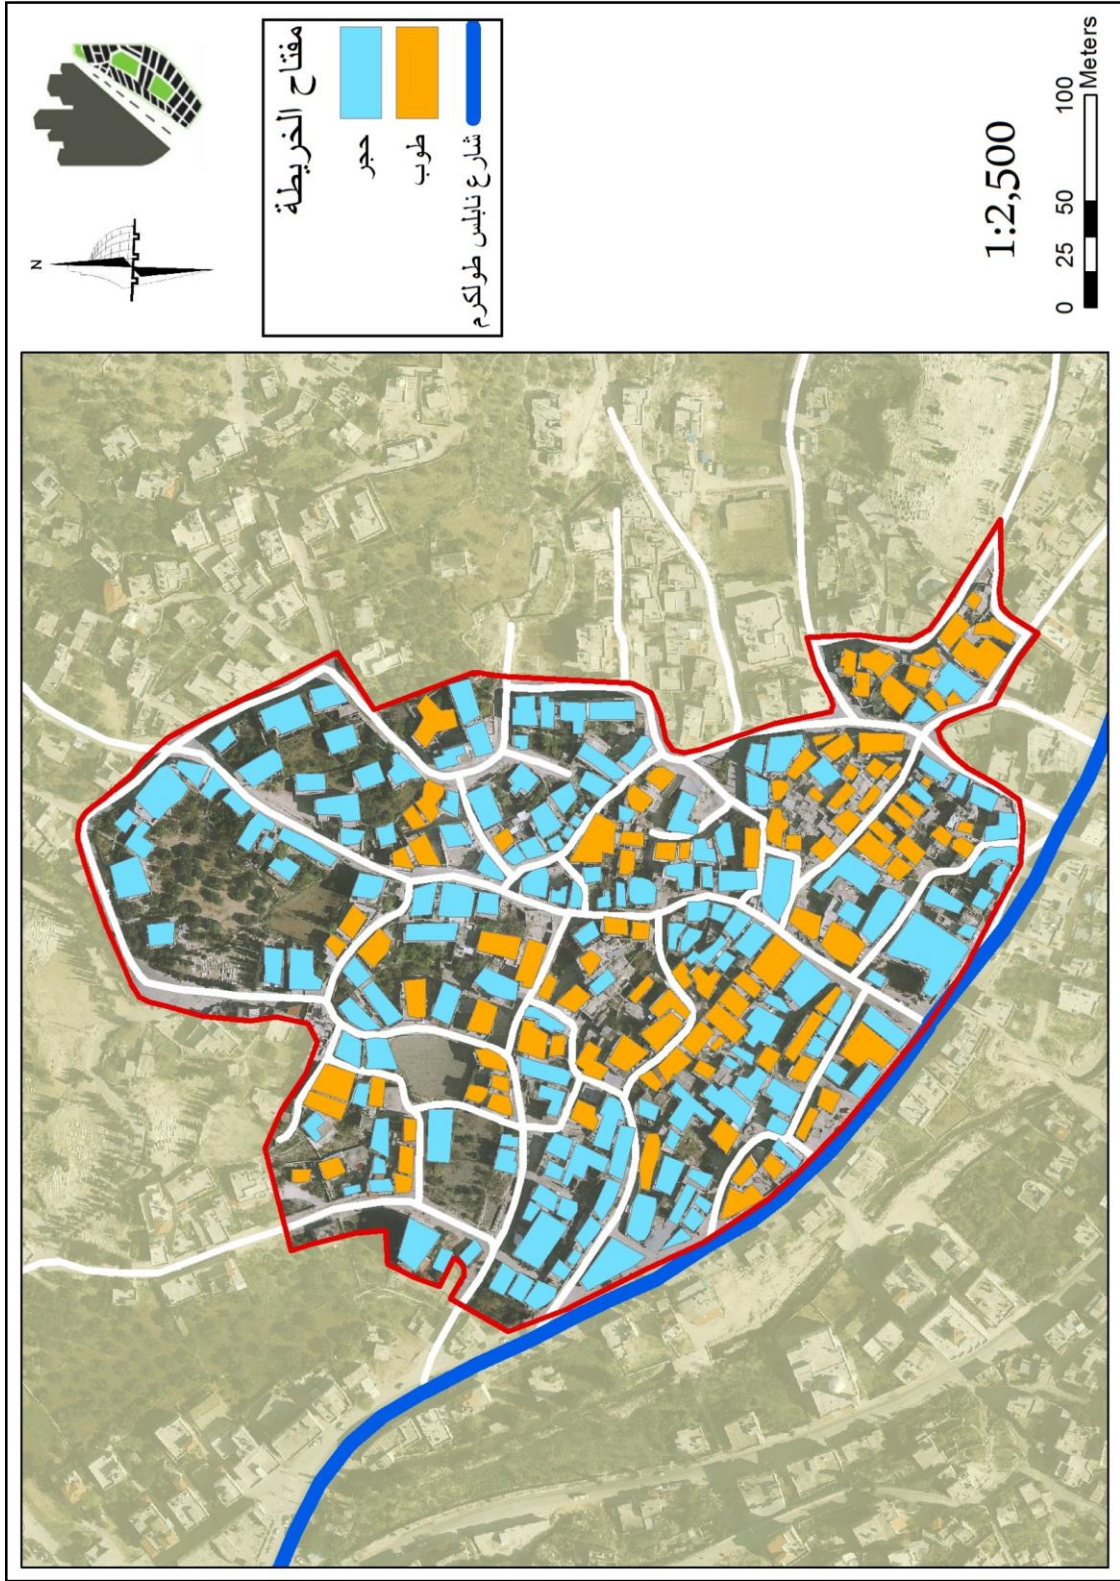 N
مفتاح الخريطة
حجر
طوب
شارع نابلس طولكرم
1:2,500
0 25 50 100
Meters